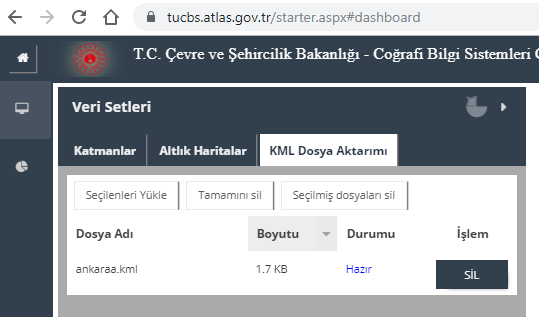 tucbs.atlas.gov.tr/starter.aspx#dashboard
T.C. Çevre ve Şehircilik Bakanlığı - Coğrafi Bilgi Sistemleri
Veri Setleri
Katmanlar Altlık Haritalar KML Dosya Aktarımı
Seçilenleri Yükle Tamamını sil Seçilmiş dosyaları sil
Dosya Adı Boyutu Durumu İşlem
ankaraa.kml 1.7 KB Hazır SİL